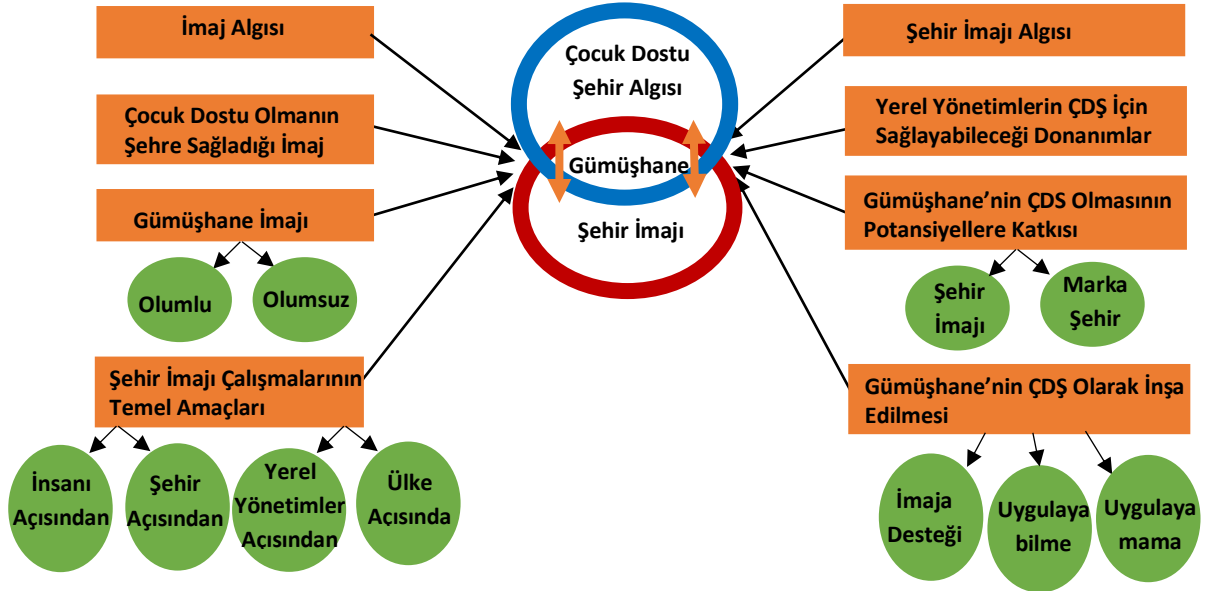 İmaj Algısı
Çocuk Dostu Olmanın
Şehre Sağladığı İmaj
Gümüşhane İmajı
Olumlu
Olumsuz
Şehir İmajı Çalışmalarının
Temel Amaçları
İnsanı
Açısından
Şehir
Açısından
Yerel
Yönetimler
Açısından
Ülke
Açısında
Çocuk Dostu
Şehir Algısı
Gümüşhane
Şehir İmajı
Şehir İmajı Algısı
Yerel Yönetimlerin ÇDŞ İçin
Sağlayabileceği Donanımlar
Gümüşhane’nin ÇDS Olmasının
Potansiyellere Katkısı
Şehir
İmajı
Marka
Şehir
Gümüşhane’nin ÇDŞ Olarak İnşa
Edilmesi
İmaja
Desteği
Uygulaya
bilme
Uygulaya
mama